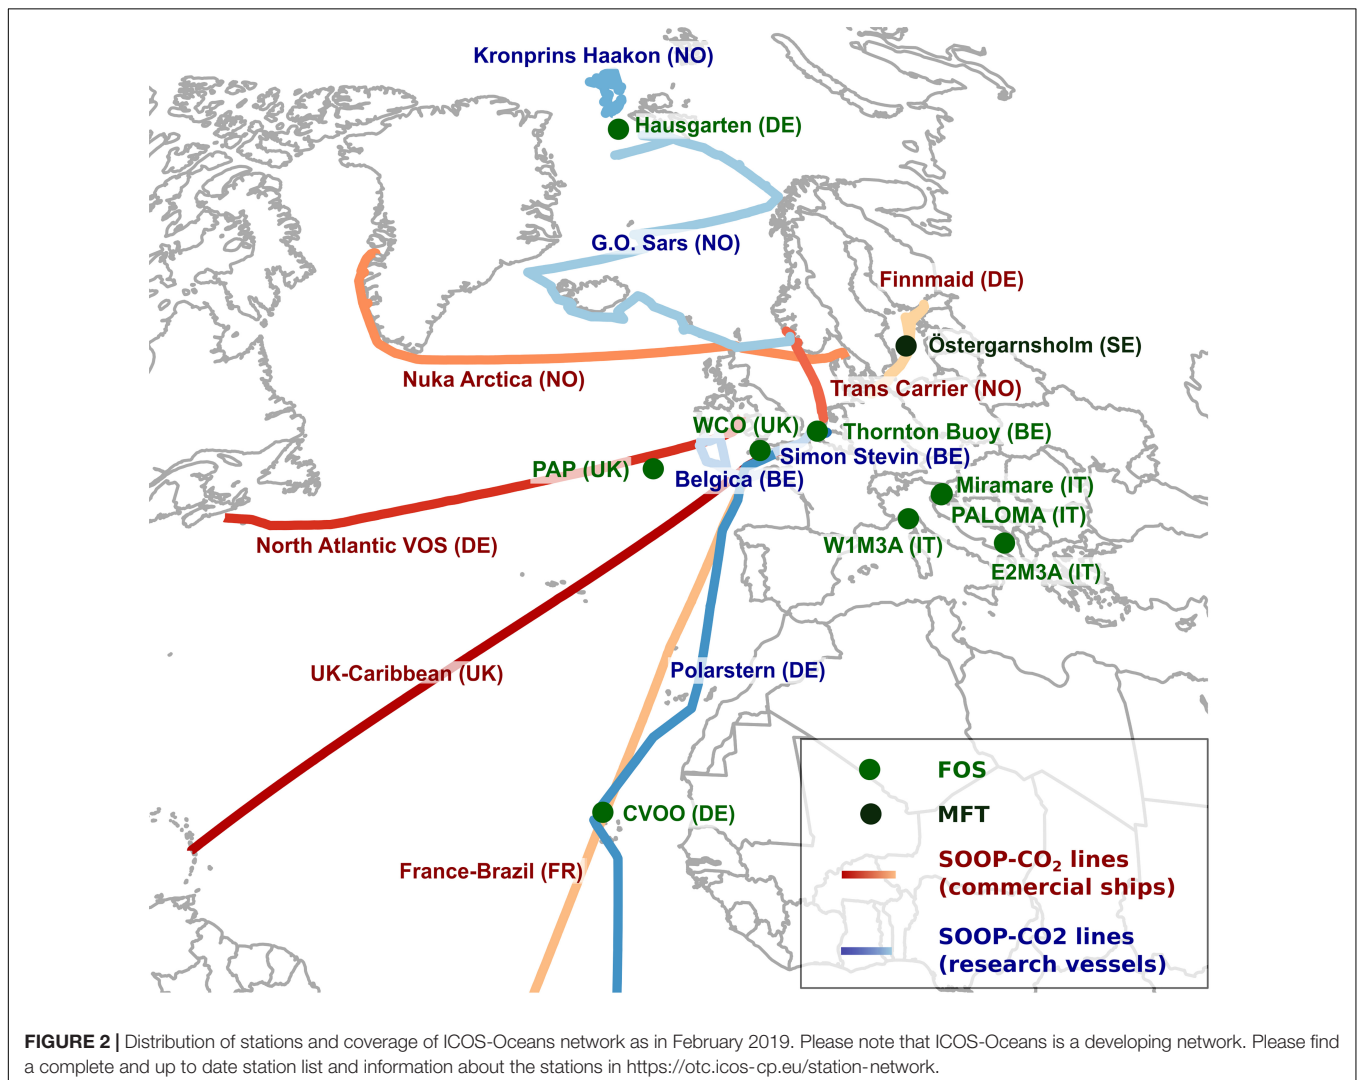 Kronprins Haakon (NO)
Hausgarten (DE)
G.O. Sars (NO)
Finnmaid (DE)
Östergarnsholm (SE)
Nuka Arctica (NO)
Trans Carrier (NO)
WCO (UK)
Thornton Buoy (BE)
Simon Stevin (BE)
PAP (UK)
Belgica (BE)
Miramare (IT)
PALOMA (IT)
North Atlantic VOS (DE)
W1M3A (IT)
E2M3A (IT)
UK-Caribbean (UK)
Polarstern (DE)
CVOO (DE)
France-Brazil (FR)
FOS
MFT
SOOP-CO₂ lines
(commercial ships)
SOOP-CO2 lines
(research vessels)
FIGURE 2 | Distribution of stations and coverage of ICOS-Oceans network as in February 2019. Please note that ICOS-Oceans is a developing network. Please find
a complete and up to date station list and information about the stations in https://otc.icos-cp.eu/station-network.